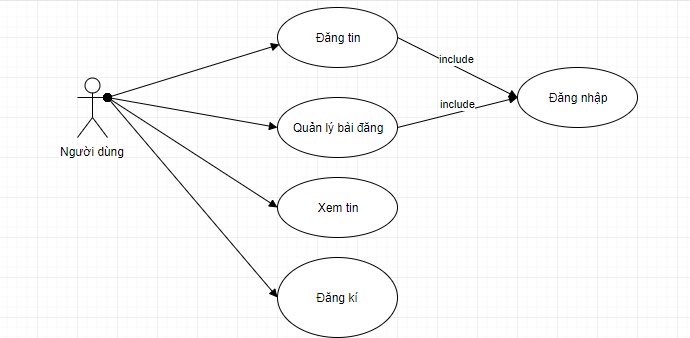 Đăng tin
include
Đăng nhập
include
Quản lý bài đăng
Người dùng
Xem tin
Đăng kí